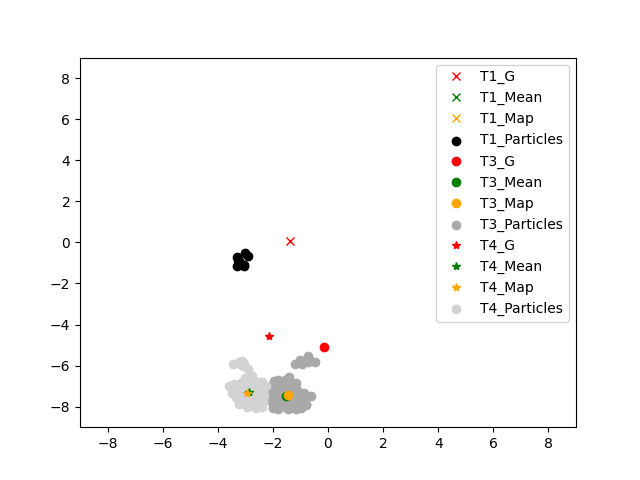 8
6
4
2
0
−2
−4
−6
−8
−8
−6
−4
−2
0
2
4
6
8
T1_G
T1_Mean
T1_Map
T1_Particles
T3_G
T3_Mean
T3_Map
T3_Particles
T4_G
T4_Mean
T4_Map
T4_Particles